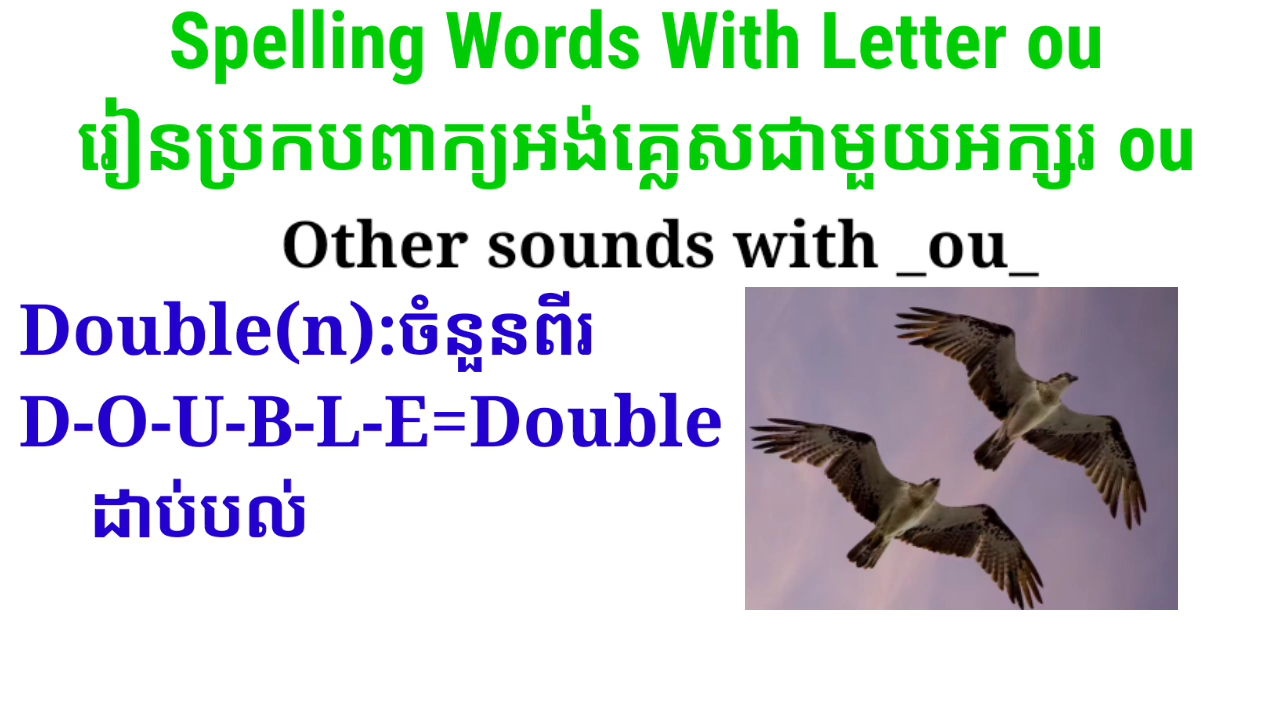 Spelling Words With Letter ou
រៀនប្រកបពាក្យអង់គ្លេសជាមួយអក្សរ ou
Other sounds with _ou_
Double(n):ចំនួនពីរ
D-O-U-B-L-E=Double
ដាប់បល់